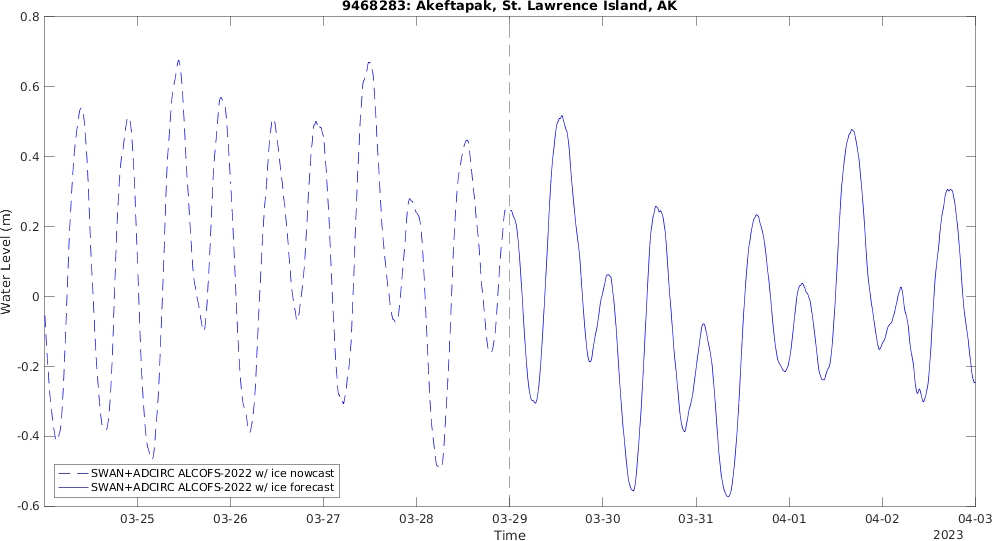 9468283: Akeftapak, St. Lawrence Island, AK
0.8
0.6
0.4
0.2
0
-0.2
-0.4
-0.6
Water Level (m)
SWAN+ADCIRC ALCOFS-2022 w/ ice nowcast
SWAN+ADCIRC ALCOFS-2022 w/ ice forecast
03-25 03-26 03-27 03-28 03-29 03-30 03-31 04-01 04-02 04-03
Time
2023